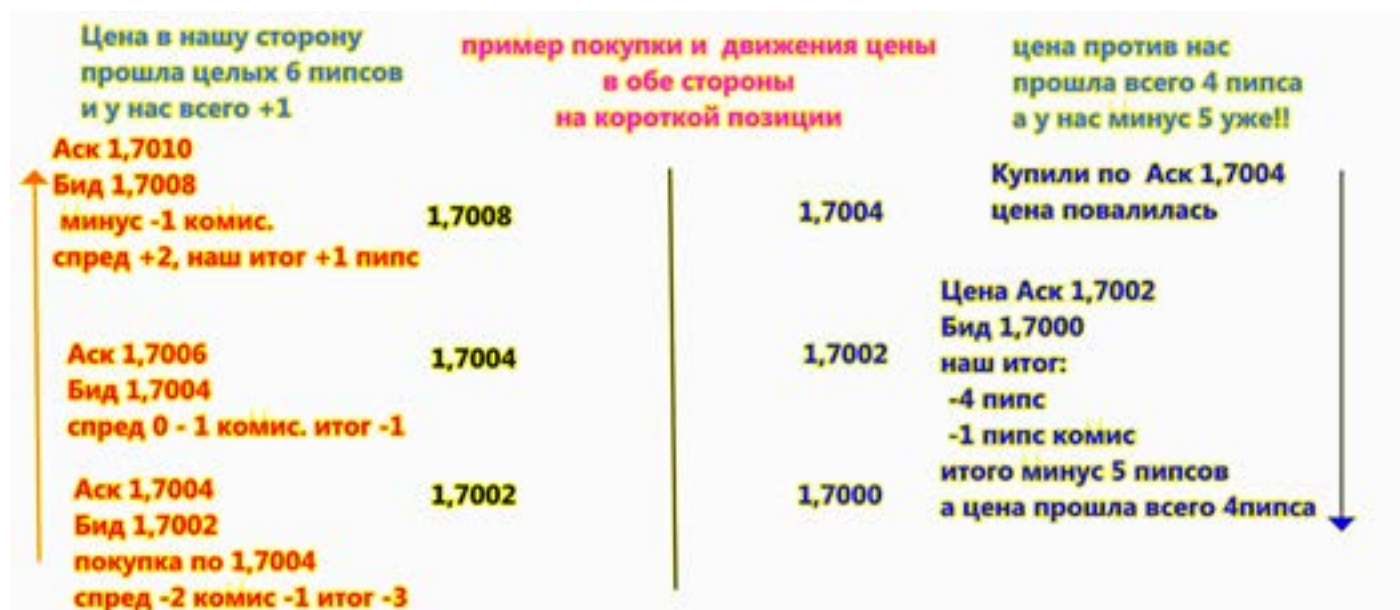 Цена в нашу сторону
прошла целых 6 пипсов
и у нас всего +1
пример покупки и движения цены
в обе стороны
на короткой позиции
цена против нас
прошла всего 4 пипса
а у нас минус 5 уже!!
Аск 1,7010
Бид 1,7008
минус -1 комис.
спред +2, наш итог +1 пипс
1,7008
Аск 1,7006
Бид 1,7004
спред 0 - 1 комис. итог -1
1,7004
Аск 1,7004
Бид 1,7002
покупка по 1,7004
спред -2 комис -1 итог -3
1,7002
1,7004
1,7002
1,7000
Купили по Аск 1,7004
цена повалилась
Цена Аск 1,7002
Бид 1,7000
наш итог:
-4 пипс
-1 пипс комис
итого минус 5 пипсов
а цена прошла всего 4пипса